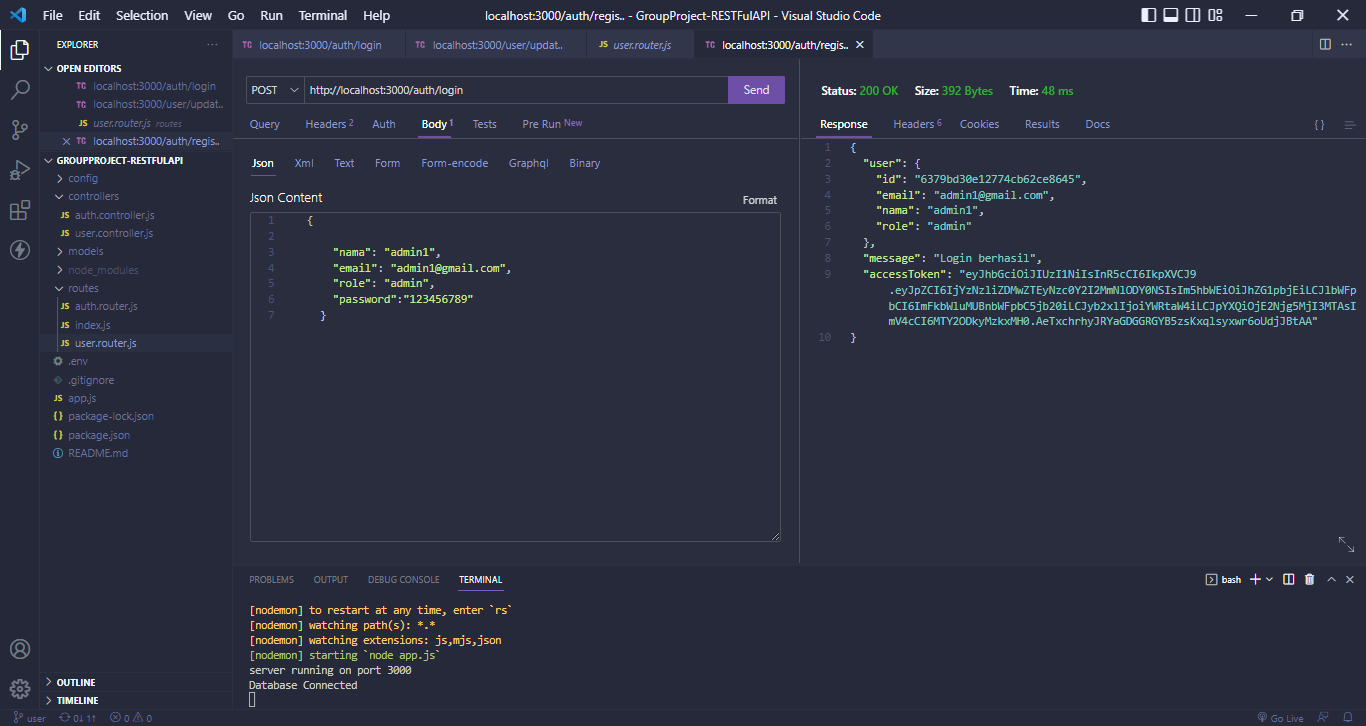 File Edit Selection View Go Run Terminal Help
localhost:3000/auth/regis.. - GroupProject-RESTFulAPI - Visual Studio Code
EXPLORER
OPEN EDITORS
TC localhost:3000/auth/login
TC localhost:3000/user/updat..
JS user.router.js routes
TC localhost:3000/auth/regis..
GROUPPROJECT-RESTFULAPI
config
controllers
JS auth.controller.js
JS user.controller.js
models
node_modules
routes
JS auth.router.js
JS index.js
JS user.router.js
.env
.gitignore
JS app.js
{} package-lock.json
{} package.json
README.md
OUTLINE
TIMELINE
TC localhost:3000/auth/login
TC localhost:3000/user/updat..
JS user.router.js
TC localhost:3000/auth/regis..
POST http://localhost:3000/auth/login Send
Query Headers 2 Auth Body 1 Tests Pre Run New
Json Xml Text Form Form-encode Graphql Binary
Json Content
Format
1 {
2
3 "nama": "admin1",
4 "email": "admin1@gmail.com",
5 "role": "admin",
6 "password":"123456789"
7 }
Status: 200 OK Size: 392 Bytes Time: 48 ms
Response Headers 6 Cookies Results Docs
{}
1 {
2 "user": {
3 "id": "6379bd30e12774cb62ce8645",
4 "email": "admin1@gmail.com",
5 "nama": "admin1",
6 "role": "admin"
7 },
8 "message": "Login berhasil",
9 "accessToken": "eyJhbGciOiJIUzI1NiIsInR5cCI6IkpXVCJ9
.eyJpZCI6IjYzNzliZDMwZTEyNzc0Y2I2MmNlODY0NSIsIm5hbWEiOiJhZG1pbjEiLCJlbWFp
bCI6ImFkbWluMUBnbWFpbC5jb20iLCJyb2xlIjoiYWRtaW4iLCJpYXQiOjE2Njg5MjI3MTAsI
mV4cCI6MTY2ODkyMzkxMH0.AeTxchrhyJRYaGDGGRGYB5zsKxqlsyxwr6oUdjJBtAA"
10 }
PROBLEMS OUTPUT DEBUG CONSOLE TERMINAL
bash
[nodemon] to restart at any time, enter `rs`
[nodemon] watching path(s): *.*
[nodemon] watching extensions: js,mjs,json
[nodemon] starting `node app.js`
server running on port 3000
Database Connected
user 0↓ 1↑ 0 0
Go Live